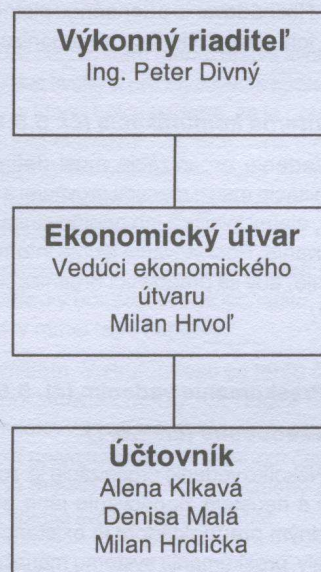 Výkonný riaditeľ
Ing. Peter Divný
Ekonomický útvar
Vedúci ekonomického
útvaru
Milan Hrvoľ
Účtovník
Alena Klkavá
Denisa Malá
Milan Hrdlička